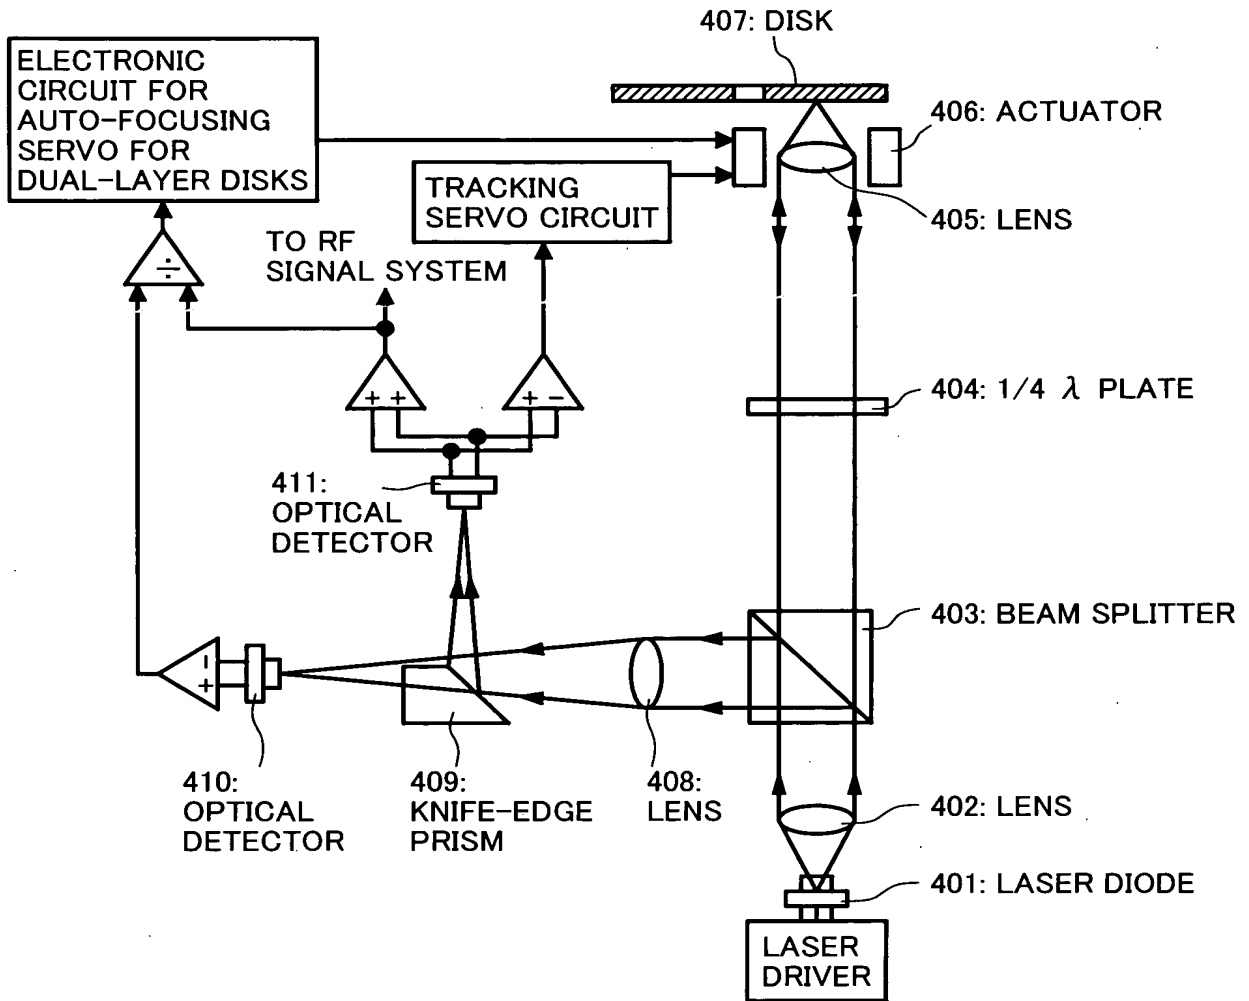 407: DISK
ELECTRONIC
CIRCUIT FOR
AUTO-FOCUSING
SERVO FOR
DUAL-LAYER DISKS
406: ACTUATOR
TRACKING
SERVO CIRCUIT
405: LENS
TO RF
SIGNAL SYSTEM
÷
+ +
+ −
404: 1/4 λ PLATE
411:
OPTICAL
DETECTOR
403: BEAM SPLITTER
−
+
410:
OPTICAL
DETECTOR
409:
KNIFE-EDGE
PRISM
408:
LENS
402: LENS
401: LASER DIODE
LASER
DRIVER